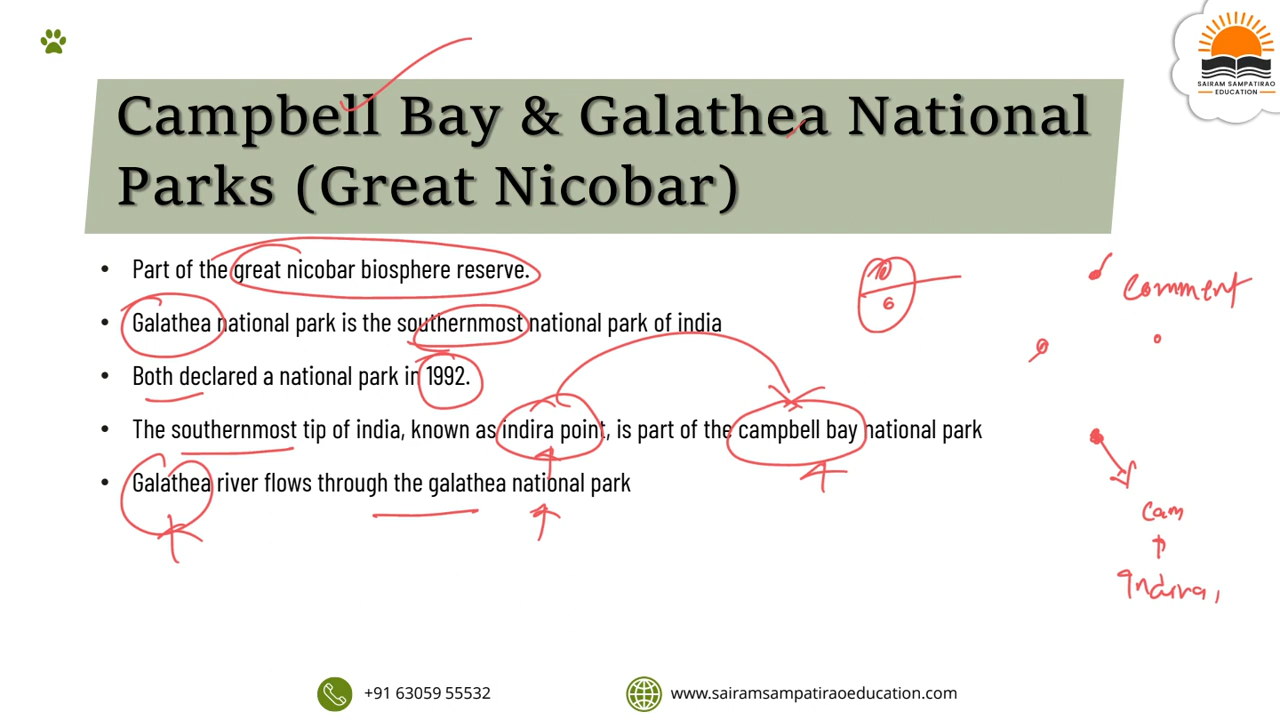 SAIRAM SAMPATIRAO
EDUCATION
Campbell Bay & Galathea National
Parks (Great Nicobar)
• Part of the great nicobar biosphere reserve.
• Galathea national park is the southernmost national park of india
• Both declared a national park in 1992.
• The southernmost tip of india, known as indira point, is part of the campbell bay national park
• Galathea river flows through the galathea national park
10
6
Comment
Cam
Indira,
+91 63059 55532
www.sairamsampatiraoeducation.com